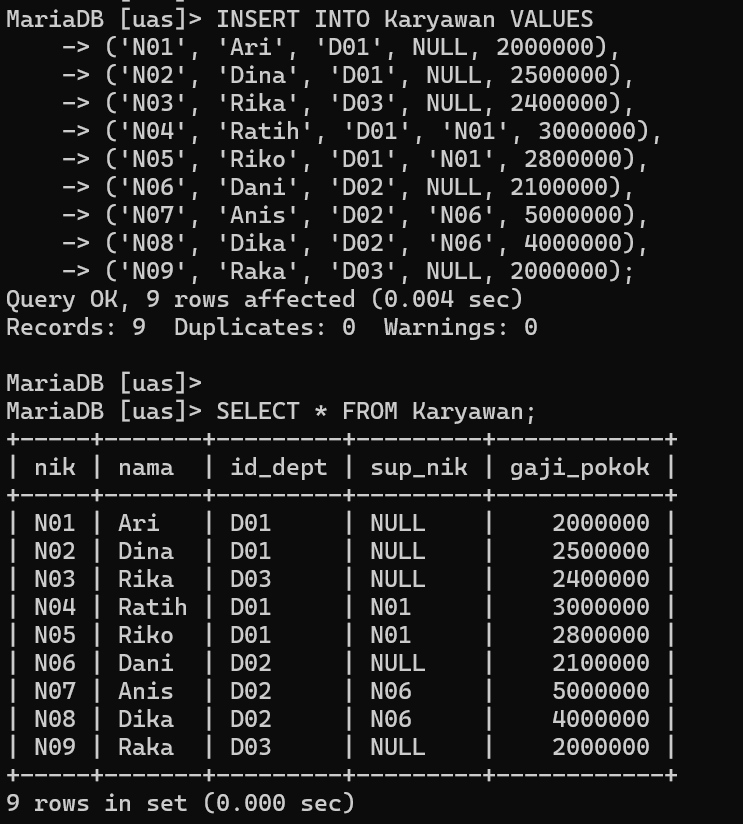 MariaDB [uas]> INSERT INTO Karyawan VALUES
    -> ('N01', 'Ari', 'D01', NULL, 2000000),
    -> ('N02', 'Dina', 'D01', NULL, 2500000),
    -> ('N03', 'Rika', 'D03', NULL, 2400000),
    -> ('N04', 'Ratih', 'D01', 'N01', 3000000),
    -> ('N05', 'Riko', 'D01', 'N01', 2800000),
    -> ('N06', 'Dani', 'D02', NULL, 2100000),
    -> ('N07', 'Anis', 'D02', 'N06', 5000000),
    -> ('N08', 'Dika', 'D02', 'N06', 4000000),
    -> ('N09', 'Raka', 'D03', NULL, 2000000);
Query OK, 9 rows affected (0.004 sec)
Records: 9  Duplicates: 0  Warnings: 0

MariaDB [uas]>
MariaDB [uas]> SELECT * FROM Karyawan;
+-----+-------+---------+---------+------------+
| nik | nama  | id_dept | sup_nik | gaji_pokok |
+-----+-------+---------+---------+------------+
| N01 | Ari   | D01     | NULL    |    2000000 |
| N02 | Dina  | D01     | NULL    |    2500000 |
| N03 | Rika  | D03     | NULL    |    2400000 |
| N04 | Ratih | D01     | N01     |    3000000 |
| N05 | Riko  | D01     | N01     |    2800000 |
| N06 | Dani  | D02     | NULL    |    2100000 |
| N07 | Anis  | D02     | N06     |    5000000 |
| N08 | Dika  | D02     | N06     |    4000000 |
| N09 | Raka  | D03     | NULL    |    2000000 |
+-----+-------+---------+---------+------------+
9 rows in set (0.000 sec)